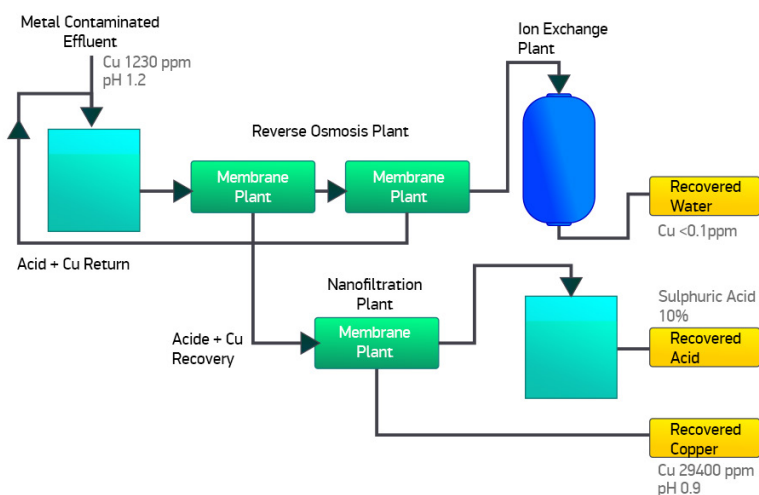 Metal Contaminated
Effluent
Cu 1230 ppm
pH 1.2
Ion Exchange
Plant
Reverse Osmosis Plant
Membrane
Plant
Membrane
Plant
Recovered
Water
Cu <0.1ppm
Acid + Cu Return
Nanofiltration
Plant
Acide + Cu
Recovery
Membrane
Plant
Sulphuric Acid
10%
Recovered
Acid
Recovered
Copper
Cu 29400 ppm
pH 0.9